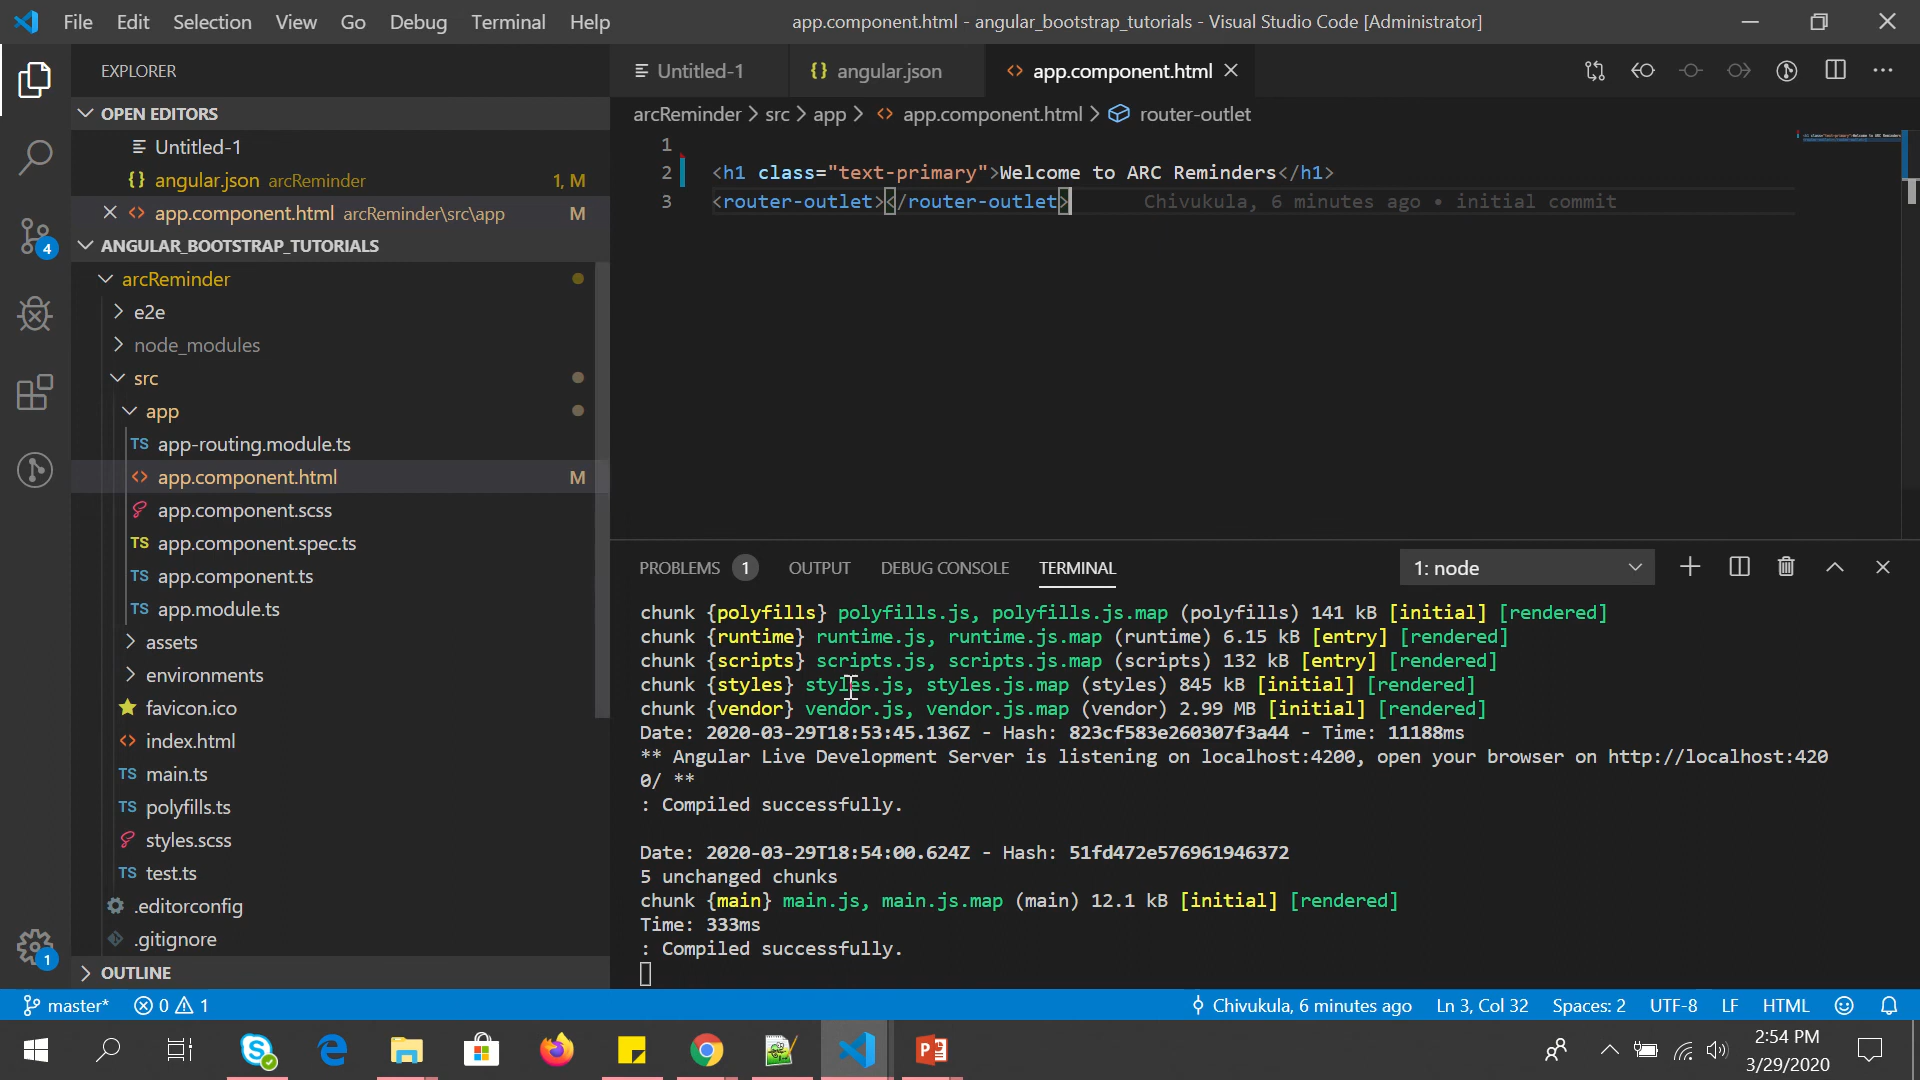 File Edit Selection View Go Debug Terminal Help
app.component.html - angular_bootstrap_tutorials - Visual Studio Code [Administrator]
EXPLORER
OPEN EDITORS
Untitled-1
{} angular.json arcReminder 1, M
app.component.html arcReminder\src\app M
ANGULAR_BOOTSTRAP_TUTORIALS
arcReminder
e2e
node_modules
src
app
TS app-routing.module.ts
app.component.html M
app.component.scss
TS app.component.spec.ts
TS app.component.ts
TS app.module.ts
assets
environments
favicon.ico
index.html
TS main.ts
TS polyfills.ts
styles.scss
TS test.ts
.editorconfig
.gitignore
OUTLINE
4
1
Untitled-1 {} angular.json app.component.html
arcReminder > src > app > app.component.html > router-outlet
1
2 <h1 class="text-primary">Welcome to ARC Reminders</h1>
3 <router-outlet></router-outlet> Chivukula, 6 minutes ago • initial commit
PROBLEMS 1 OUTPUT DEBUG CONSOLE TERMINAL 1: node
chunk {polyfills} polyfills.js, polyfills.js.map (polyfills) 141 kB [initial] [rendered]
chunk {runtime} runtime.js, runtime.js.map (runtime) 6.15 kB [entry] [rendered]
chunk {scripts} scripts.js, scripts.js.map (scripts) 132 kB [entry] [rendered]
chunk {styles} styles.js, styles.js.map (styles) 845 kB [initial] [rendered]
chunk {vendor} vendor.js, vendor.js.map (vendor) 2.99 MB [initial] [rendered]
Date: 2020-03-29T18:53:45.136Z - Hash: 823cf583e260307f3a44 - Time: 11188ms
** Angular Live Development Server is listening on localhost:4200, open your browser on http://localhost:420
0/ **
: Compiled successfully.
Date: 2020-03-29T18:54:00.624Z - Hash: 51fd472e576961946372
5 unchanged chunks
chunk {main} main.js, main.js.map (main) 12.1 kB [initial] [rendered]
Time: 333ms
: Compiled successfully.
master* 0 1 Chivukula, 6 minutes ago Ln 3, Col 32 Spaces: 2 UTF-8 LF HTML
2:54 PM
3/29/2020